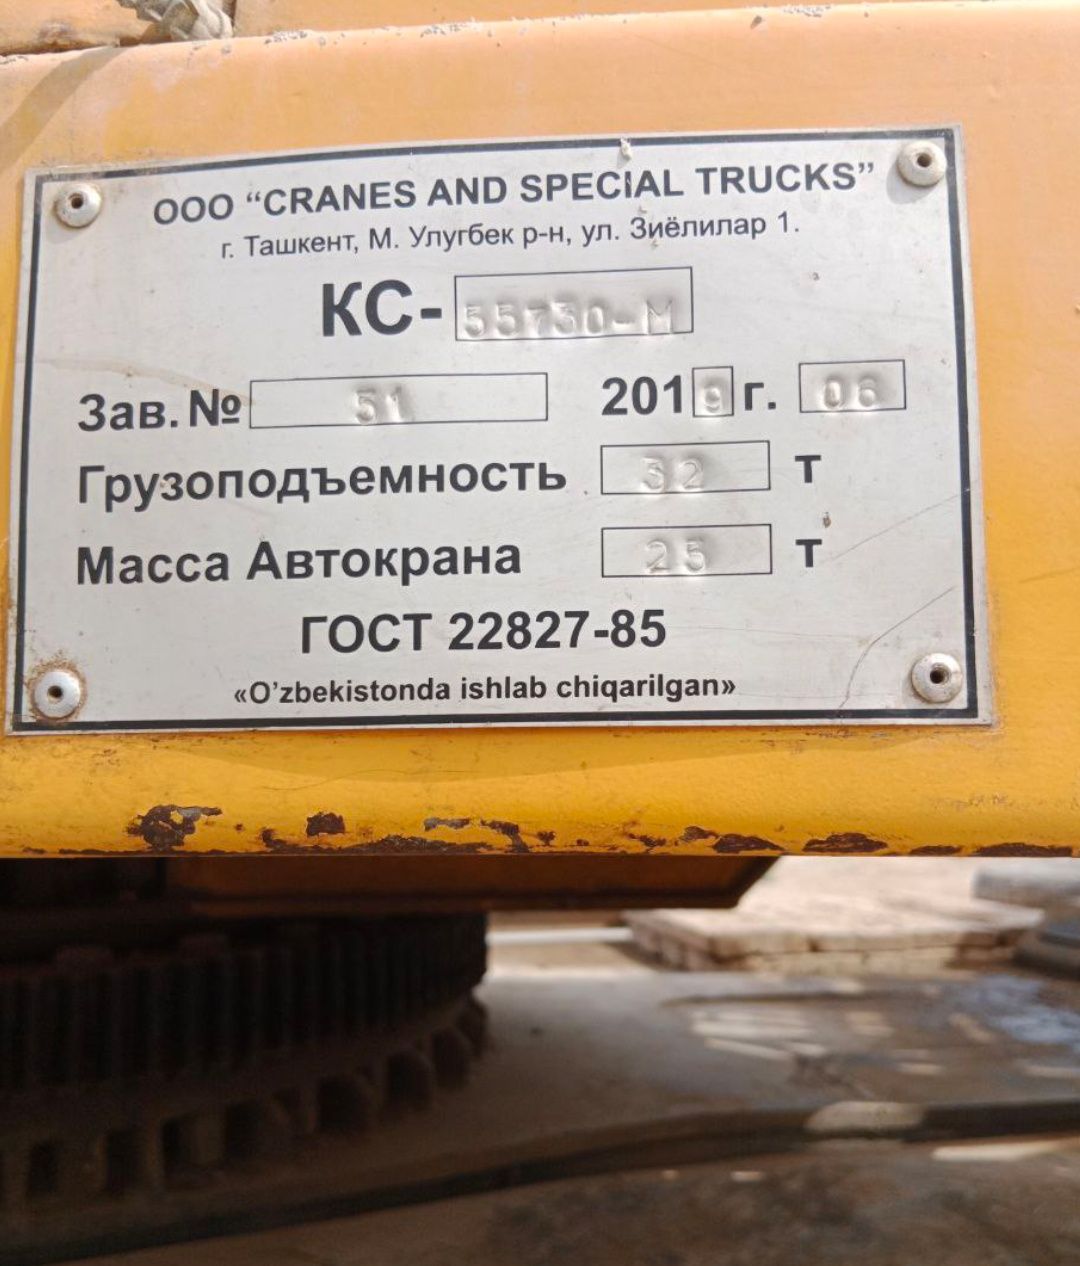 ООО “CRANES AND SPECIAL TRUCKS”
г. Ташкент, М. Улугбек р-н, ул. Зиёлилар 1.
КС-55730-М
Зав. № 51 2019 г. 06
Грузоподъемность 32 т
Масса Автокрана 25 т
ГОСТ 22827-85
«O’zbekistonda ishlab chiqarilgan»